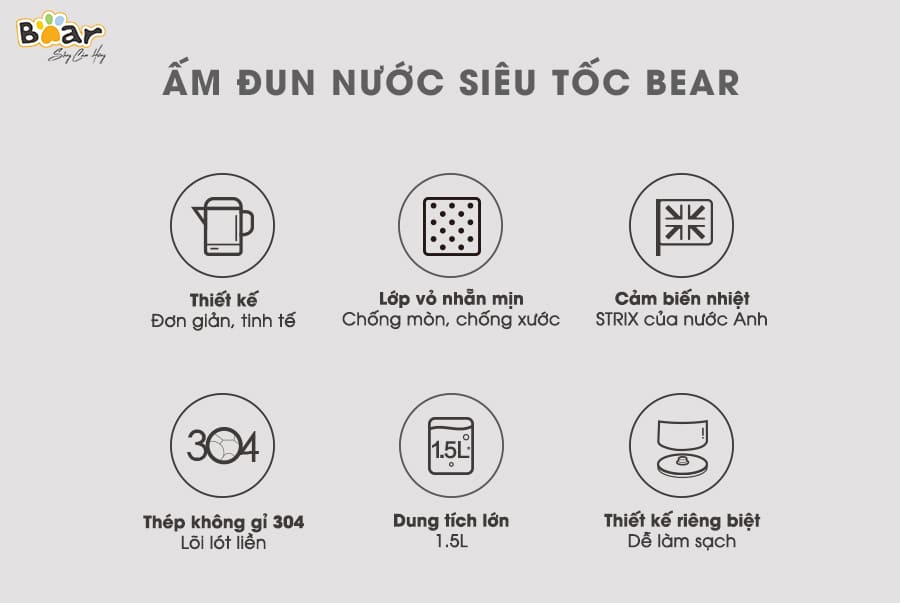 Bear
Sống Cảm Hứng
ẤM ĐUN NƯỚC SIÊU TỐC BEAR
Thiết kế
Đơn giản, tinh tế
Lớp vỏ nhẵn mịn
Chống mòn, chống xước
Cảm biến nhiệt
STRIX của nước Anh
304
Thép không gỉ 304
Lõi lót liền
1.5L
Dung tích lớn
1.5L
Thiết kế riêng biệt
Dễ làm sạch